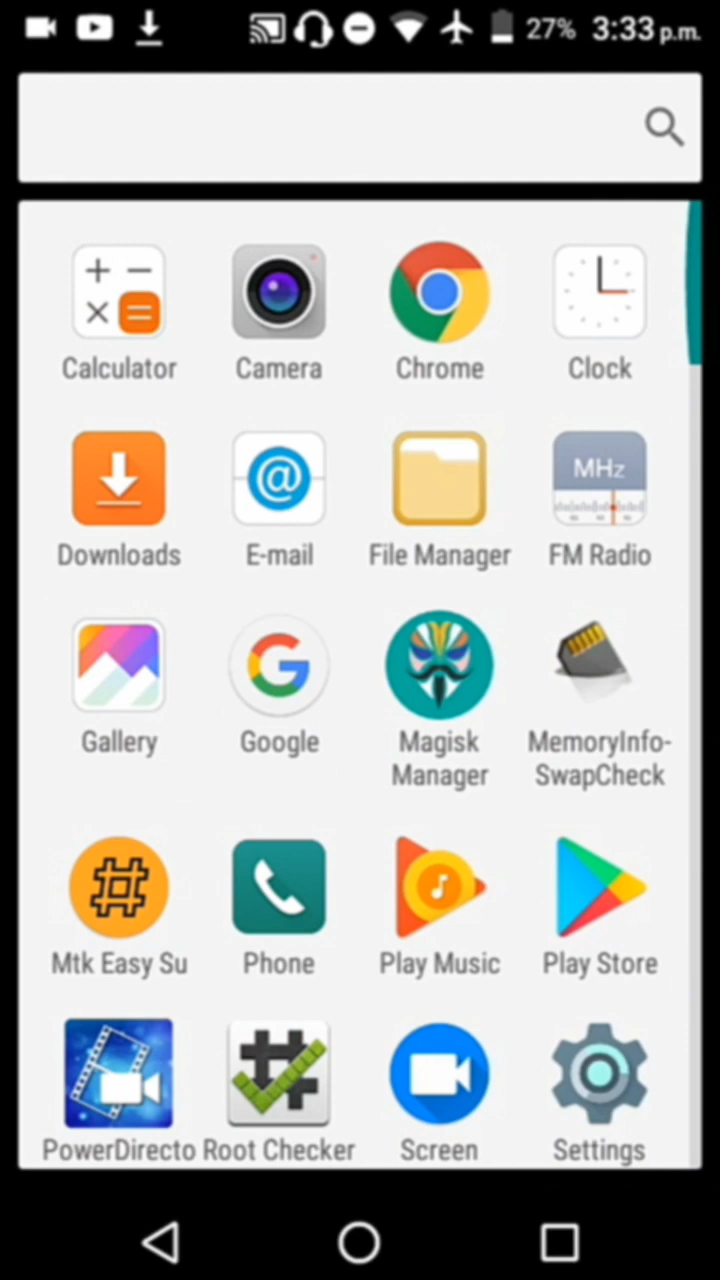 27% 3:33 p.m.
Calculator Camera Chrome Clock
MHz
Downloads E-mail File Manager FM Radio
Gallery Google Magisk Manager MemoryInfo-SwapCheck
Mtk Easy Su Phone Play Music Play Store
PowerDirecto Root Checker Screen Settings